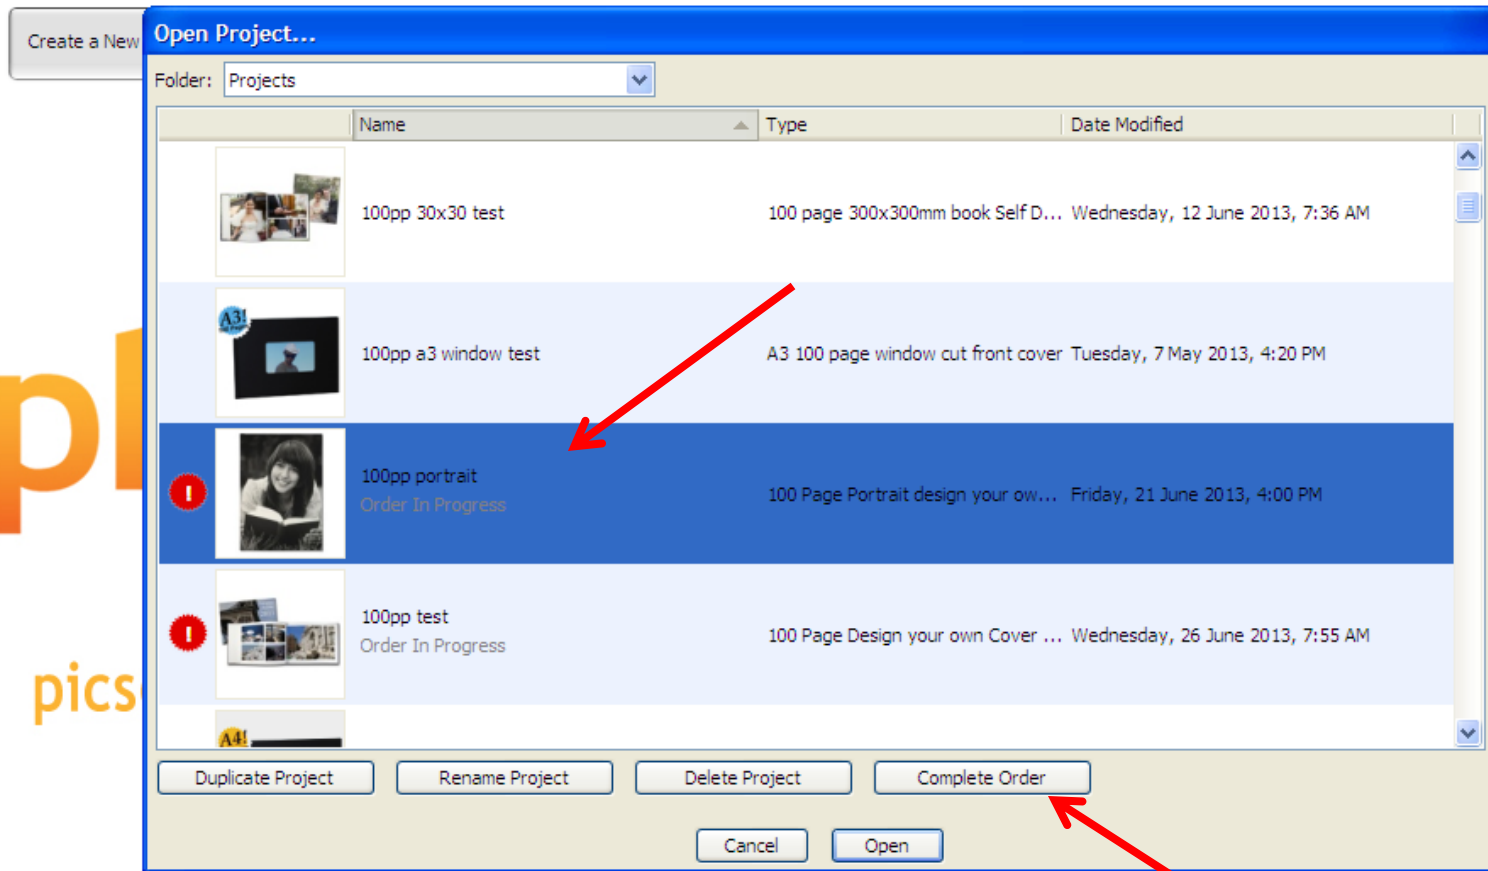 Create a New
Open Project...
Folder: Projects
Name Type Date Modified
100pp 30x30 test 100 page 300x300mm book Self D... Wednesday, 12 June 2013, 7:36 AM
A3!
100pp a3 window test A3 100 page window cut front cover Tuesday, 7 May 2013, 4:20 PM
!
100pp portrait
Order In Progress
100 Page Portrait design your ow... Friday, 21 June 2013, 4:00 PM
!
100pp test
Order In Progress
100 Page Design your own Cover ... Wednesday, 26 June 2013, 7:55 AM
A4!
Duplicate Project Rename Project Delete Project Complete Order
Cancel Open
pics